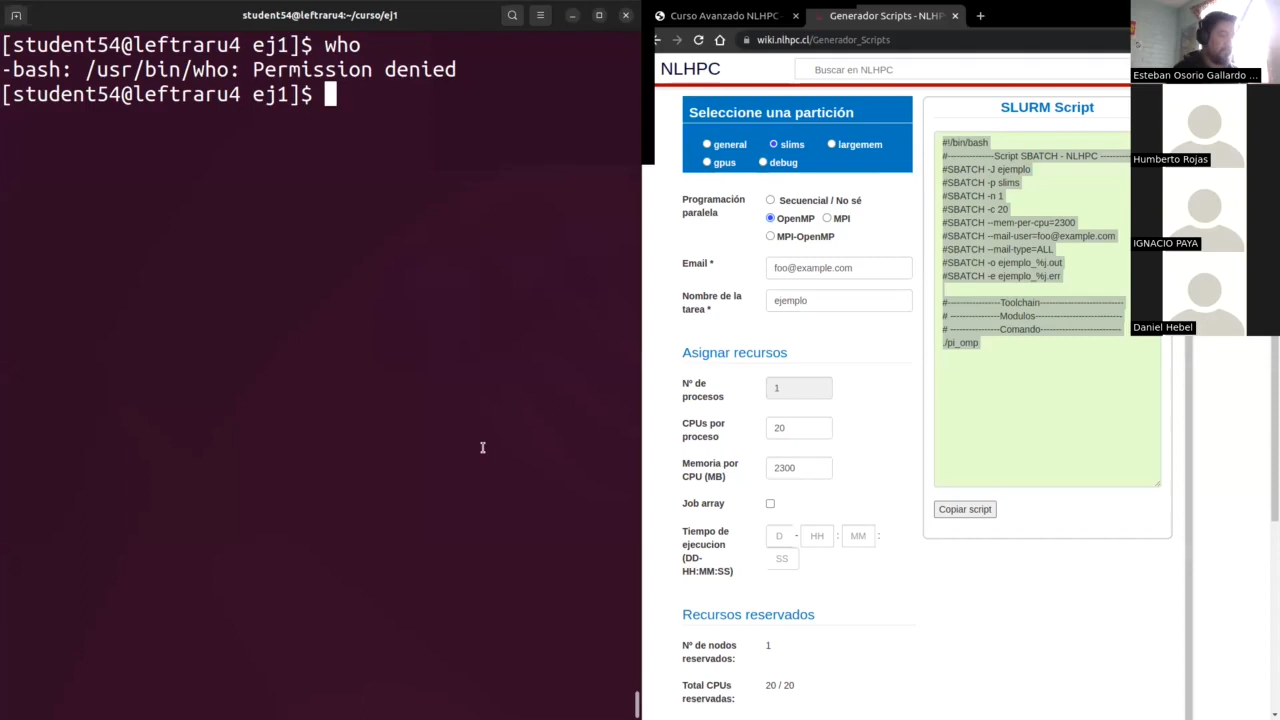 student54@leftraru4:~/curso/ej1
[student54@leftraru4 ej1]$ who
-bash: /usr/bin/who: Permission denied
[student54@leftraru4 ej1]$
Curso Avanzado NLHPC
Generador Scripts - NLHP
wiki.nlhpc.cl/Generador_Scripts
NLHPC
Buscar en NLHPC
Seleccione una partición
general
slims
largemem
gpus
debug
Programación
paralela
Secuencial / No sé
OpenMP
MPI
MPI-OpenMP
Email *
foo@example.com
Nombre de la
tarea *
ejemplo
Asignar recursos
Nº de
procesos
1
CPUs por
proceso
20
Memoria por
CPU (MB)
2300
Job array
Tiempo de
ejecucion
(DD-
HH:MM:SS)
D
-
HH
:
MM
:
SS
Recursos reservados
Nº de nodos
reservados:
1
Total CPUs
reservadas:
20 / 20
SLURM Script
#!/bin/bash
#---------------Script SBATCH - NLHPC ----------
#SBATCH -J ejemplo
#SBATCH -p slims
#SBATCH -n 1
#SBATCH -c 20
#SBATCH --mem-per-cpu=2300
#SBATCH --mail-user=foo@example.com
#SBATCH --mail-type=ALL
#SBATCH -o ejemplo_%j.out
#SBATCH -e ejemplo_%j.err
#-----------------Toolchain---------------------------
# ----------------Modulos----------------------------
# ----------------Comando--------------------------
./pi_omp
Copiar script
Esteban Osorio Gallardo ...
Humberto Rojas
IGNACIO PAYA
Daniel Hebel